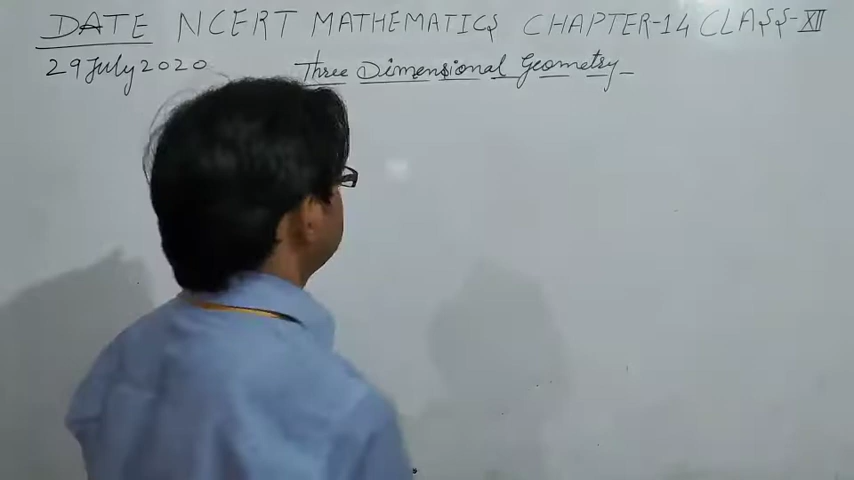 DATE NCERT MATHEMATICS CHAPTER-14 CLASS-XII
29 July 2020 Three Dimensional Geometry